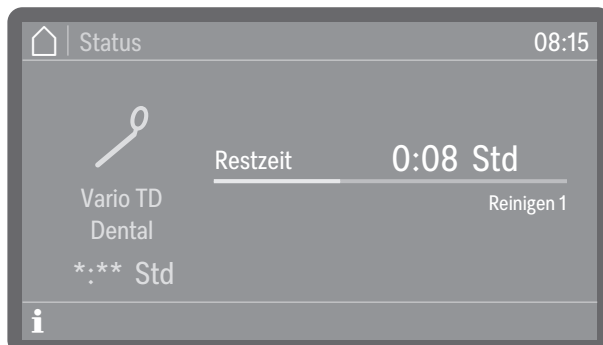 Status 08:15
Restzeit 0:08 Std
Reinigen 1
Vario TD
Dental
*:** Std
i